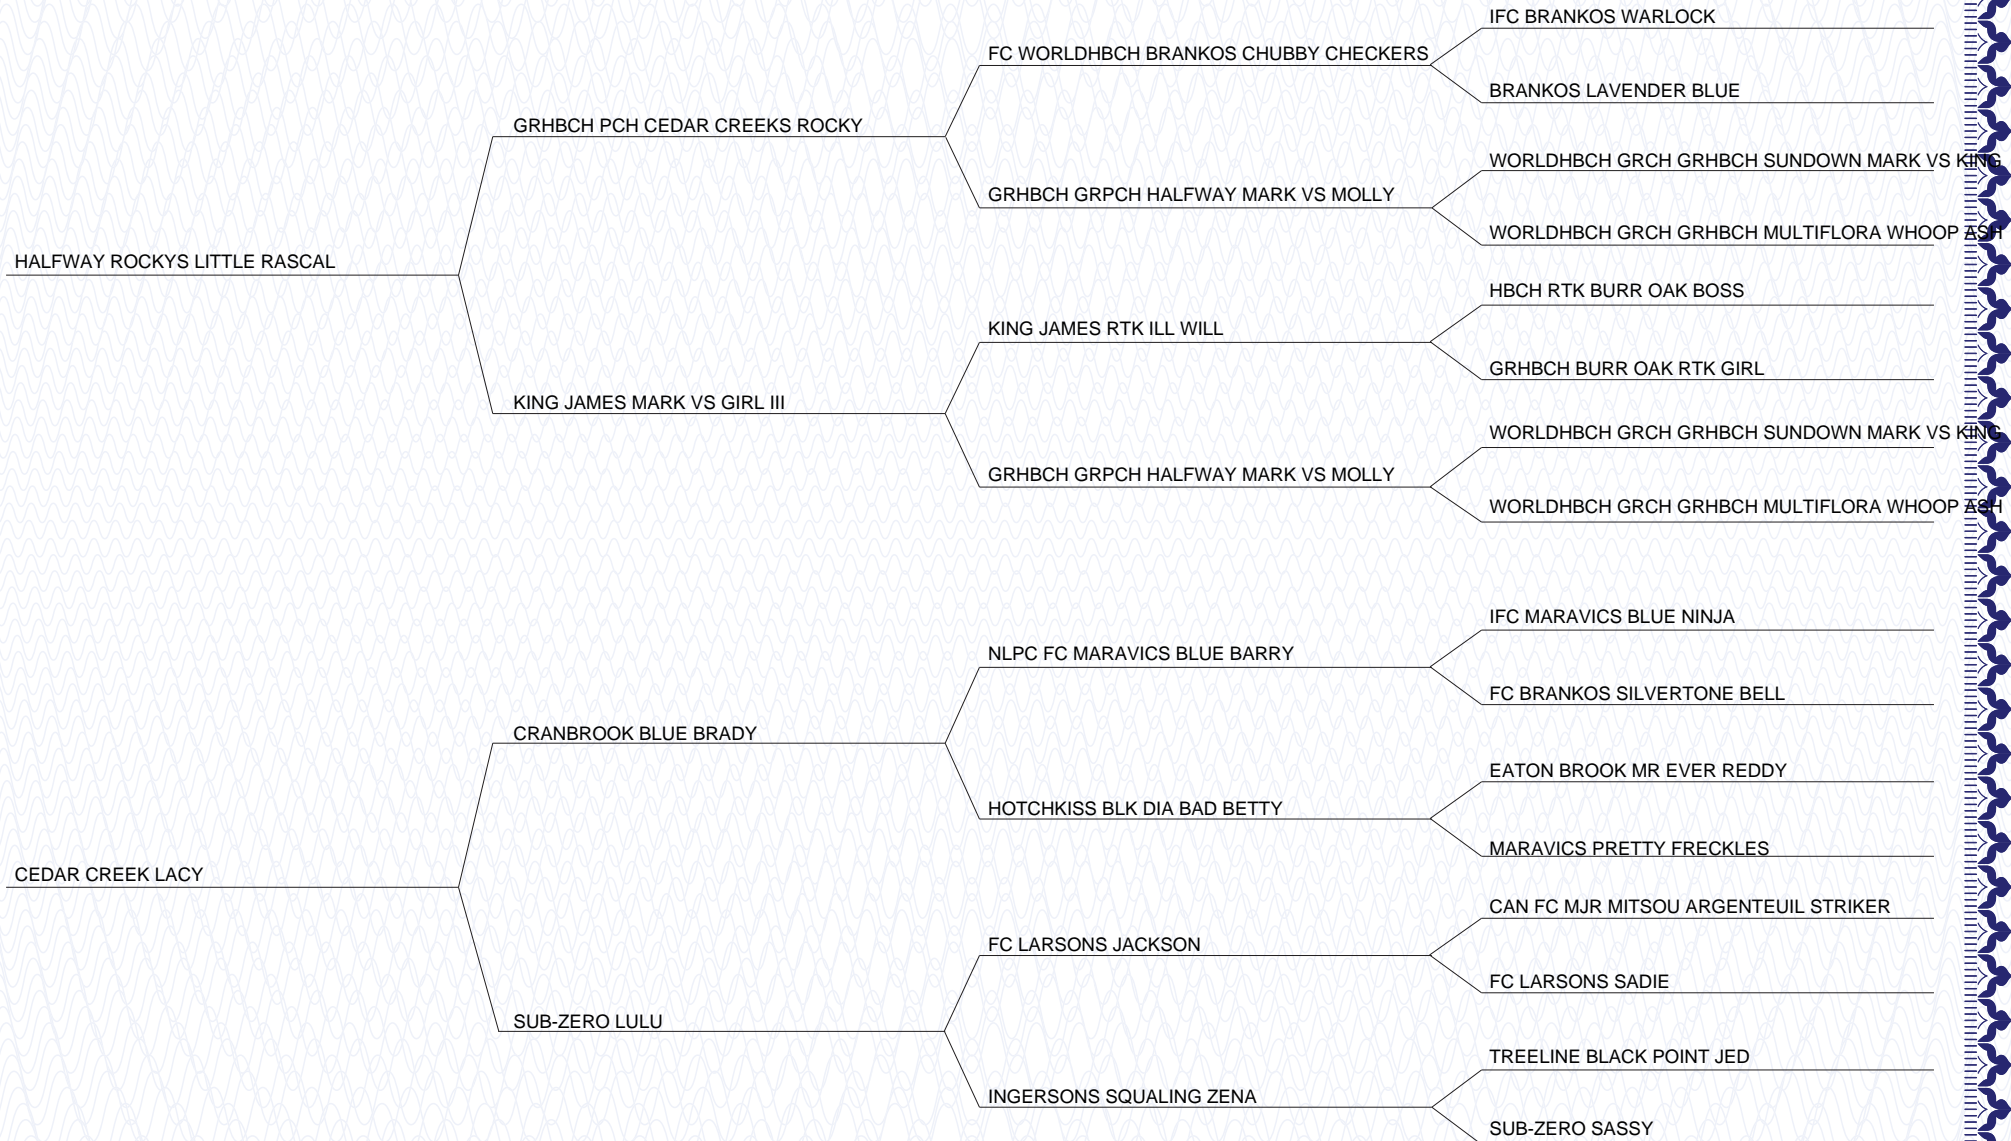 IFC BRANKOS WARLOCK
FC WORLDHBCH BRANKOS CHUBBY CHECKERS
BRANKOS LAVENDER BLUE
GRHBCH PCH CEDAR CREEKS ROCKY
WORLDHBCH GRCH GRHBCH SUNDOWN MARK VS KING
GRHBCH GRPCH HALFWAY MARK VS MOLLY
WORLDHBCH GRCH GRHBCH MULTIFLORA WHOOP ASH
HALFWAY ROCKYS LITTLE RASCAL
HBCH RTK BURR OAK BOSS
KING JAMES RTK ILL WILL
GRHBCH BURR OAK RTK GIRL
KING JAMES MARK VS GIRL III
WORLDHBCH GRCH GRHBCH SUNDOWN MARK VS KING
GRHBCH GRPCH HALFWAY MARK VS MOLLY
WORLDHBCH GRCH GRHBCH MULTIFLORA WHOOP ASH
IFC MARAVICS BLUE NINJA
NLPC FC MARAVICS BLUE BARRY
FC BRANKOS SILVERTONE BELL
CRANBROOK BLUE BRADY
EATON BROOK MR EVER REDDY
HOTCHKISS BLK DIA BAD BETTY
MARAVICS PRETTY FRECKLES
CEDAR CREEK LACY
CAN FC MJR MITSOU ARGENTEUIL STRIKER
FC LARSONS JACKSON
FC LARSONS SADIE
SUB-ZERO LULU
TREELINE BLACK POINT JED
INGERSONS SQUALING ZENA
SUB-ZERO SASSY